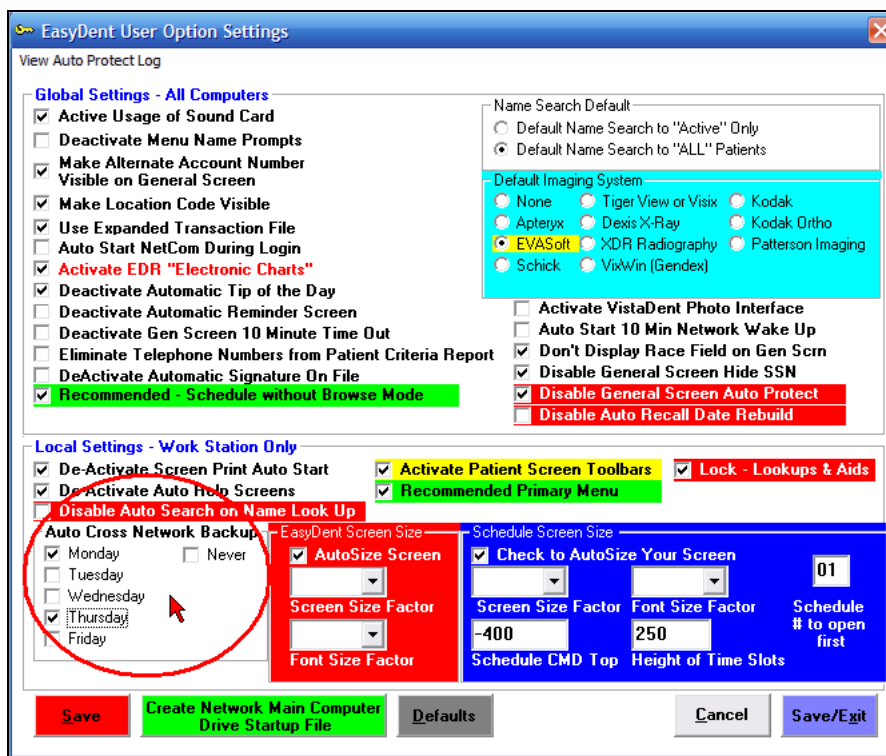 EasyDent User Option Settings
View Auto Protect Log
Global Settings - All Computers
Active Usage of Sound Card
Deactivate Menu Name Prompts
Make Alternate Account Number
Visible on General Screen
Make Location Code Visible
Use Expanded Transaction File
Auto Start NetCom During Login
Activate EDR "Electronic Charts"
Deactivate Automatic Tip of the Day
Deactivate Automatic Reminder Screen
Deactivate Gen Screen 10 Minute Time Out
Eliminate Telephone Numbers from Patient Criteria Report
DeActivate Automatic Signature On File
Recommended - Schedule without Browse Mode
Name Search Default
Default Name Search to "Active" Only
Default Name Search to "ALL" Patients
Default Imaging System
None Tiger View or Visix Kodak
Apteryx Dexis X-Ray Kodak Ortho
EVASoft XDR Radiography Patterson Imaging
Schick VixWin (Gendex)
Activate VistaDent Photo Interface
Auto Start 10 Min Network Wake Up
Don't Display Race Field on Gen Scrn
Disable General Screen Hide SSN
Disable General Screen Auto Protect
Disable Auto Recall Date Rebuild
Local Settings - Work Station Only
De-Activate Screen Print Auto Start Activate Patient Screen Toolbars Lock - Lookups & Aids
De-Activate Auto Help Screens Recommended Primary Menu
Disable Auto Search on Name Look Up
Auto Cross Network Backup
Monday Never
Tuesday
Wednesday
Thursday
Friday
EasyDent Screen Size
AutoSize Screen
Screen Size Factor
Font Size Factor
Schedule Screen Size
Check to AutoSize Your Screen
Screen Size Factor Font Size Factor
-400 250
Schedule CMD Top Height of Time Slots
01
Schedule
# to open
first
Save
Create Network Main Computer
Drive Startup File
Defaults
Cancel
Save/Exit